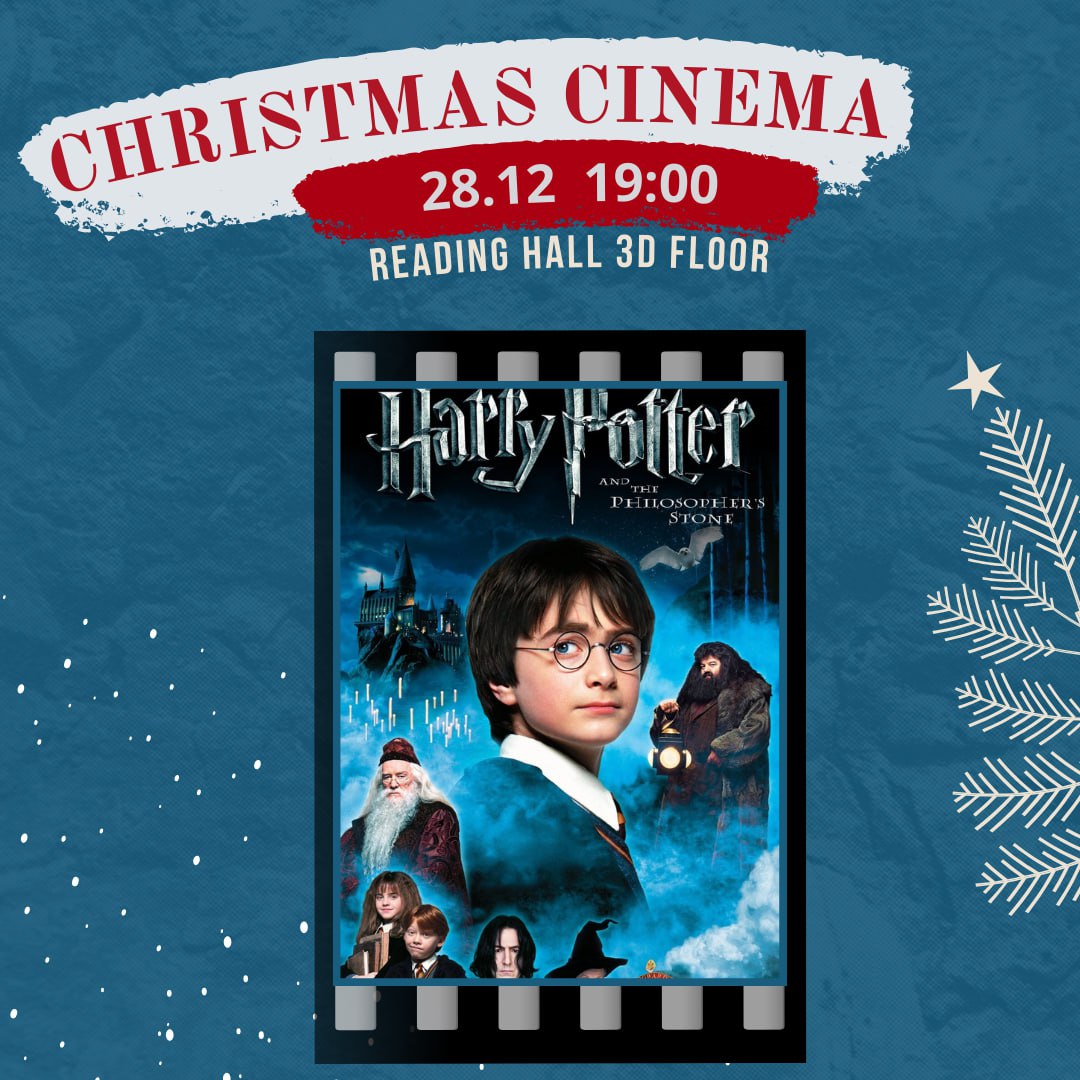 CHRISTMAS CINEMA
28.12 19:00
READING HALL 3D FLOOR
Harry Potter
AND
THE
PHILOSOPHER'S
STONE